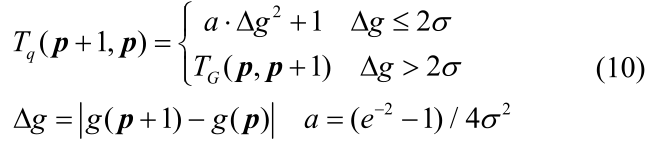 T_q(p+1,p) = { a·Δg² + 1   Δg ≤ 2σ
T_G(p,p+1)   Δg > 2σ   (10)
Δg = |g(p+1) − g(p)|   a = (e⁻² − 1) / 4σ²